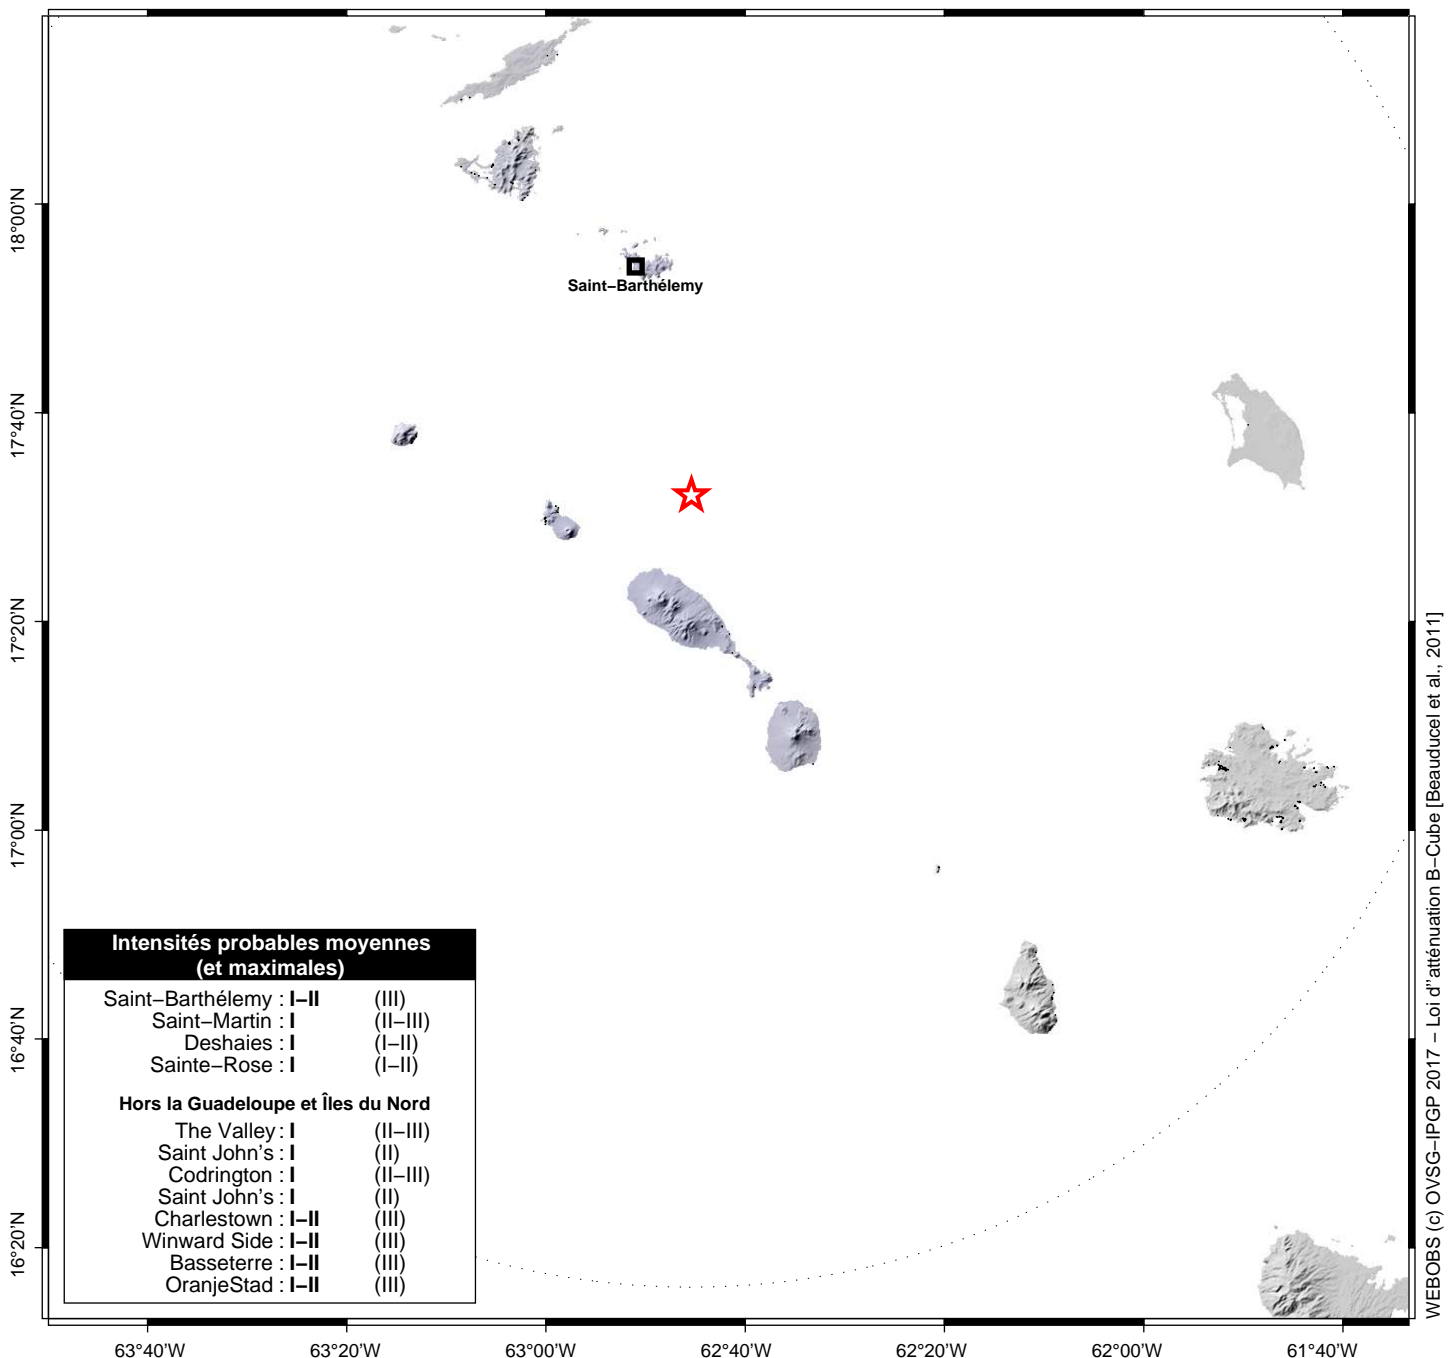 Saint–Barthélemy
18°00'N
17°40'N
17°20'N
17°00'N
16°40'N
16°20'N
Intensités probables moyennes
(et maximales)
Saint–Barthélemy : I–II (III)
Saint–Martin : I (II–III)
Deshaies : I (I–II)
Sainte–Rose : I (I–II)
Hors la Guadeloupe et Îles du Nord
The Valley : I (II–III)
Saint John's : I (II)
Codrington : I (II–III)
Saint John's : I (II)
Charlestown : I–II (III)
Winward Side : I–II (III)
Basseterre : I–II (III)
OranjeStad : I–II (III)
63°40'W 63°20'W 63°00'W 62°40'W 62°20'W 62°00'W 61°40'W
WEBOBS (c) OVSG–IPGP 2017 – Loi d''atténuation B–Cube [Beauducel et al., 2011]